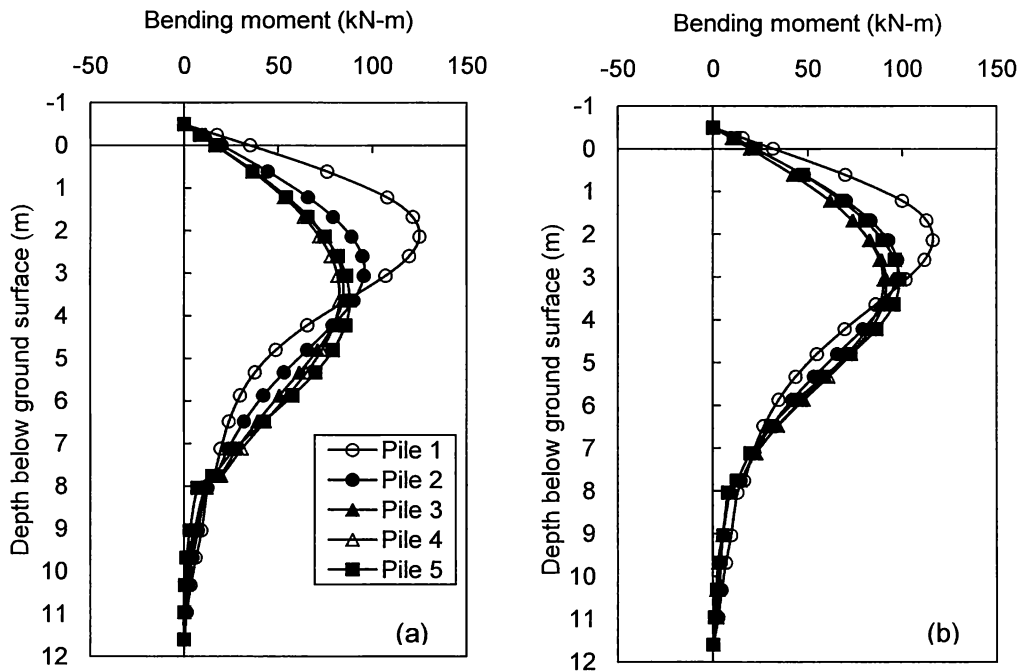 Bending moment (kN-m)
-50 0 50 100 150
-1
0
1
2
3
4
5
6
7
8
9
10
11
12
Depth below ground surface (m)
Pile 1
Pile 2
Pile 3
Pile 4
Pile 5
(a)
Bending moment (kN-m)
-50 0 50 100 150
-1
0
1
2
3
4
5
6
7
8
9
10
11
12
Depth below ground surface (m)
(b)